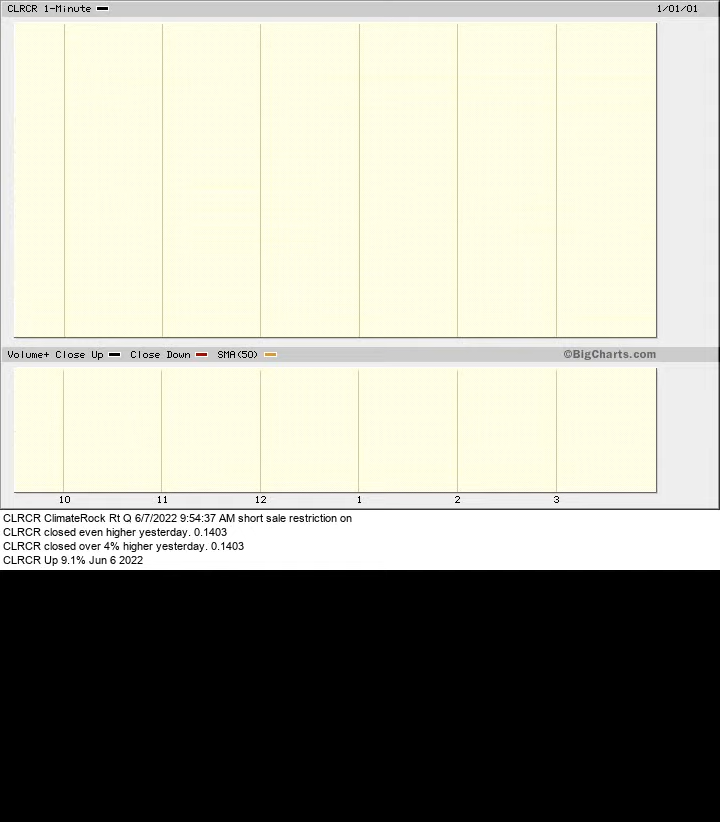 CLRCR 1-Minute 1/01/01
Volume+ Close Up Close Down SMA(50) ©BigCharts.com
10 11 12 1 2 3
CLRCR ClimateRock Rt Q 6/7/2022 9:54:37 AM short sale restriction on
CLRCR closed even higher yesterday. 0.1403
CLRCR closed over 4% higher yesterday. 0.1403
CLRCR Up 9.1% Jun 6 2022